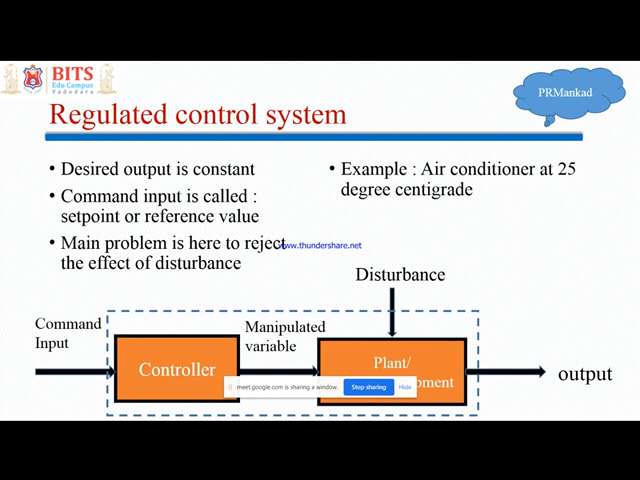 BITS
Edu Campus
Vadodara
PRMankad
Regulated control system
• Desired output is constant
• Command input is called :
setpoint or reference value
• Main problem is here to reject
the effect of disturbance
• Example : Air conditioner at 25
degree centigrade
www.thundershare.net
Disturbance
Command
Input
Manipulated
variable
Controller
Plant/
output
meet.google.com is sharing a window.
Stop sharing
Hide